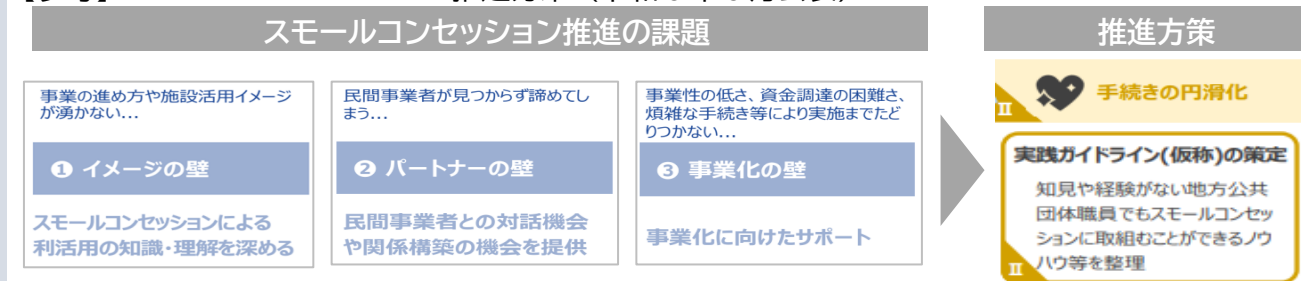 スモールコンセッション推進の課題
推進方策
事業の進め方や施設活用イメージ
が湧かない...
❶ イメージの壁
スモールコンセッションによる
利活用の知識・理解を深める
民間事業者が見つからず諦めてし
まう...
❷ パートナーの壁
民間事業者との対話機会
や関係構築の機会を提供
事業性の低さ、資金調達の困難さ、
煩雑な手続き等により実施までたど
りつかない...
❸ 事業化の壁
事業化に向けたサポート
II
手続きの円滑化
実践ガイドライン(仮称)の策定
知見や経験がない地方公共
団体職員でもスモールコンセッ
ションに取組むことができるノウ
ハウ等を整理
II